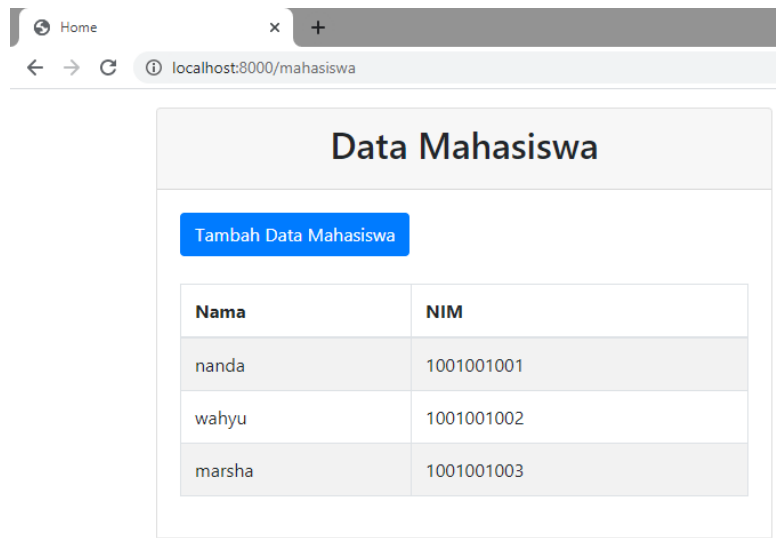 Home
localhost:8000/mahasiswa
Data Mahasiswa
Tambah Data Mahasiswa
Nama NIM
nanda 1001001001
wahyu 1001001002
marsha 1001001003